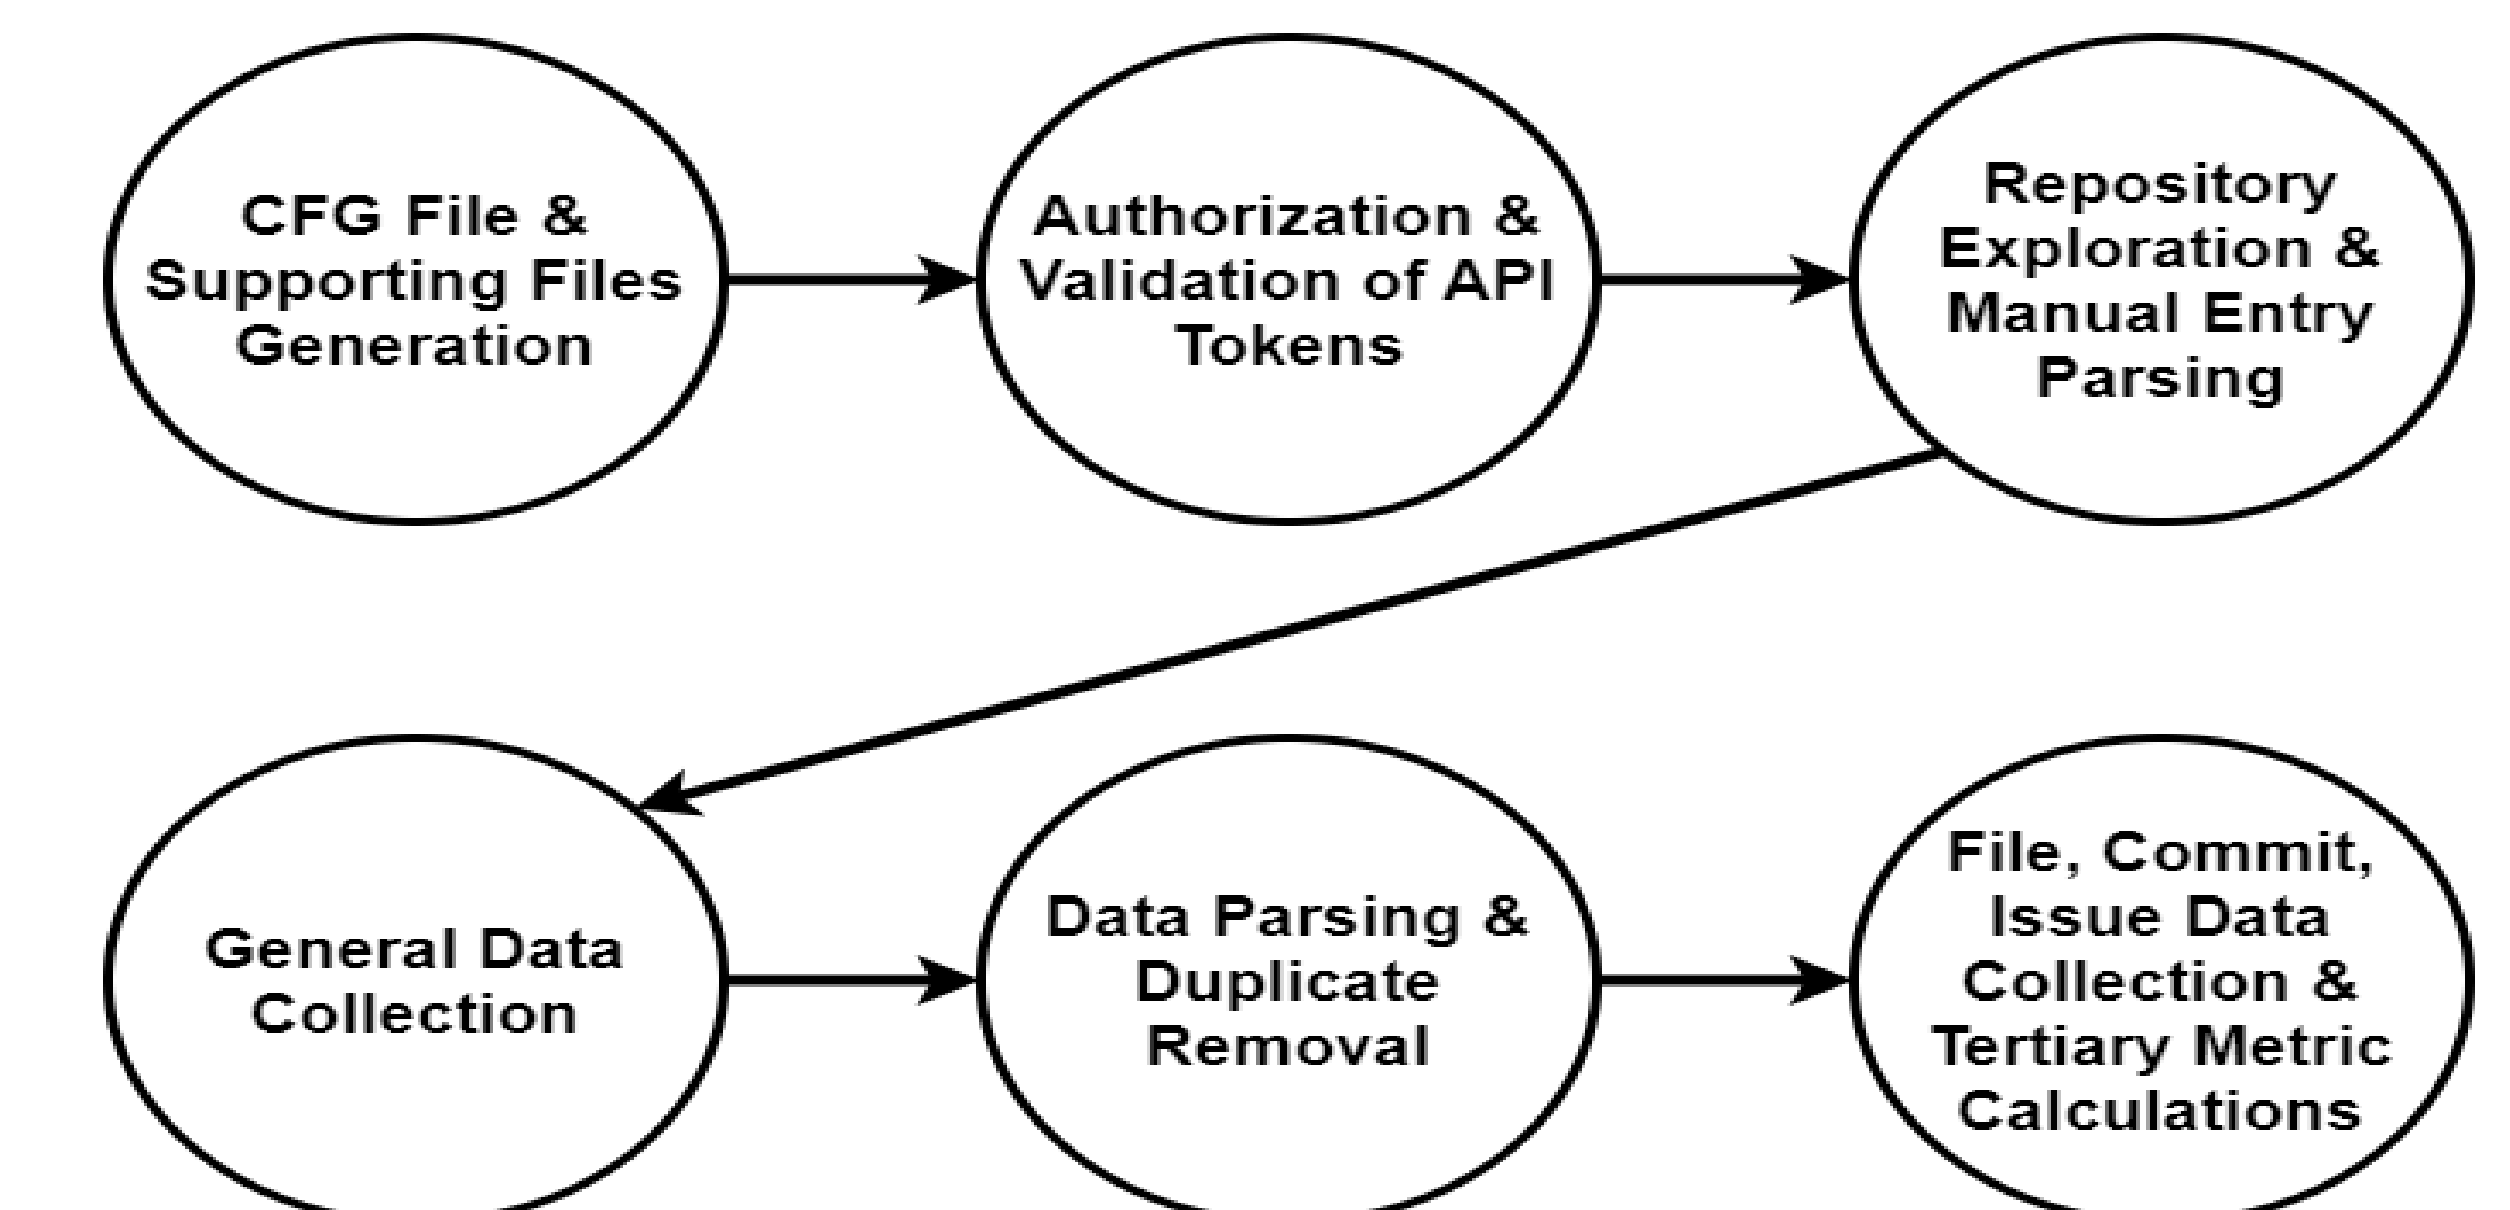 CFG File &
Supporting Files
Generation
Authorization &
Validation of API
Tokens
Repository
Exploration &
Manual Entry
Parsing
General Data
Collection
Data Parsing &
Duplicate
Removal
File, Commit,
Issue Data
Collection &
Tertiary Metric
Calculations